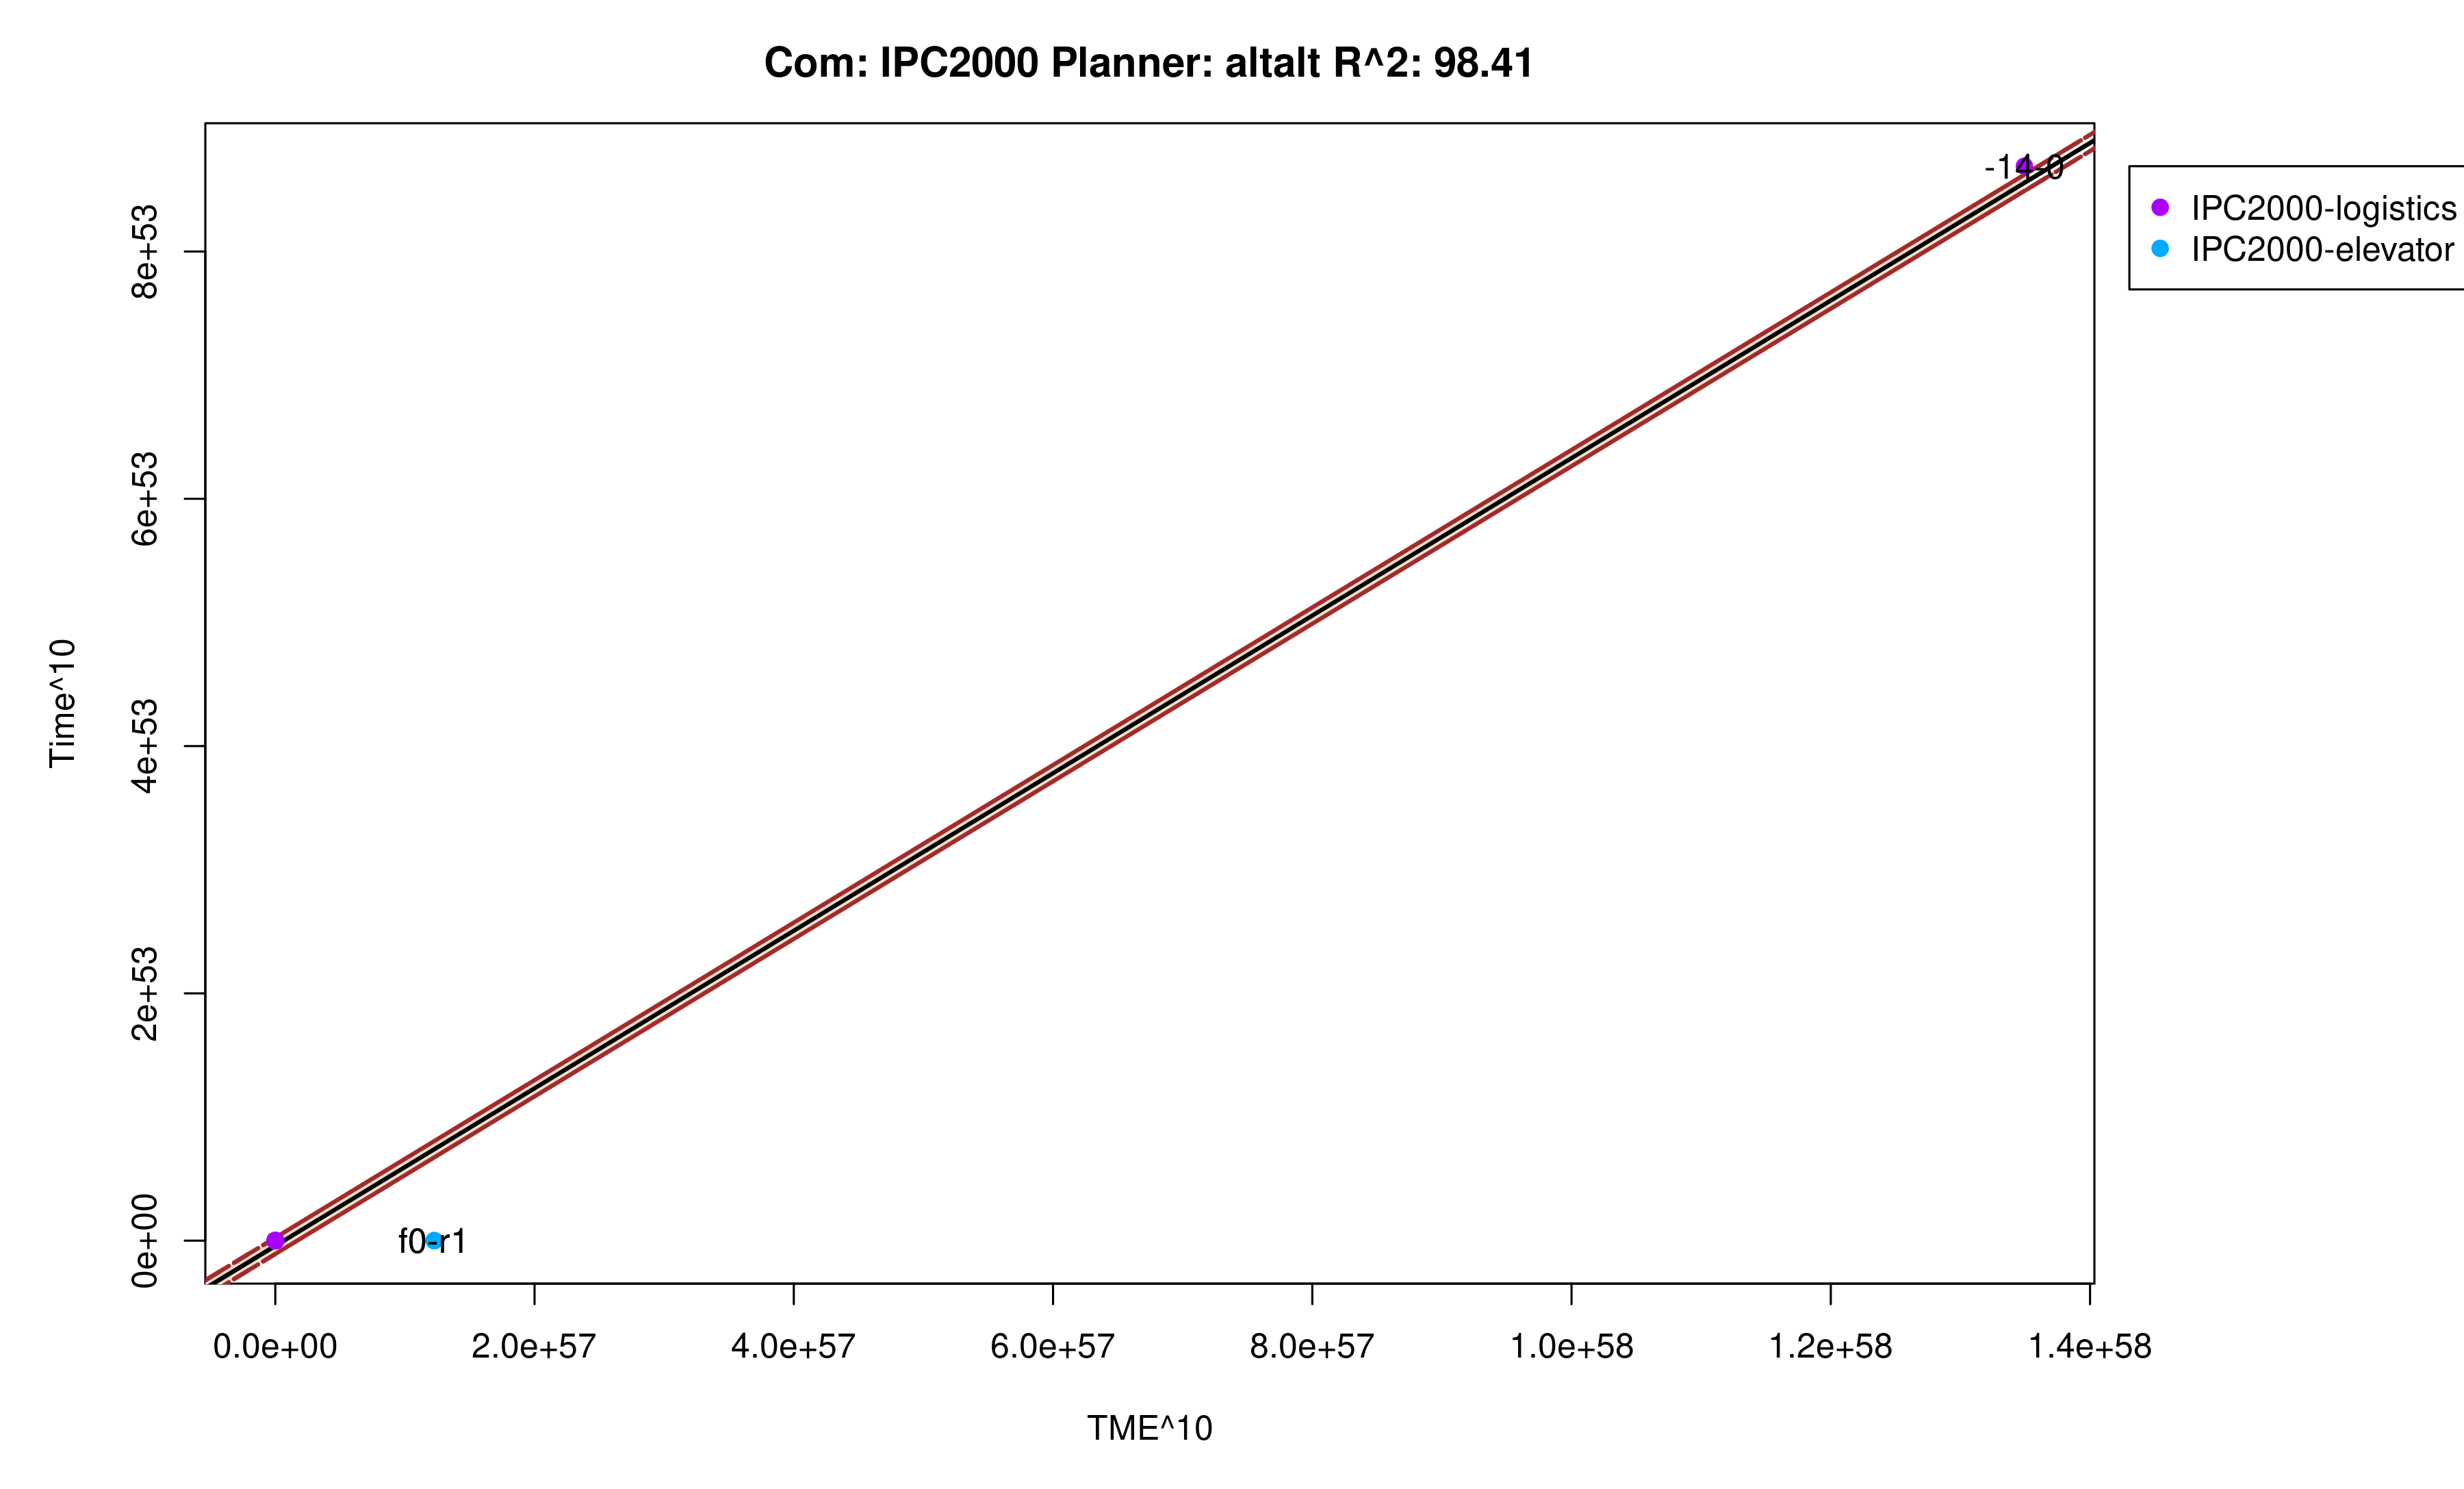 Com: IPC2000 Planner: altalt R^2: 98.41
-14-0
IPC2000-logistics
IPC2000-elevator
8e+53
6e+53
4e+53
2e+53
0e+00
Time^10
f0-r1
0.0e+00 2.0e+57 4.0e+57 6.0e+57 8.0e+57 1.0e+58 1.2e+58 1.4e+58
TME^10